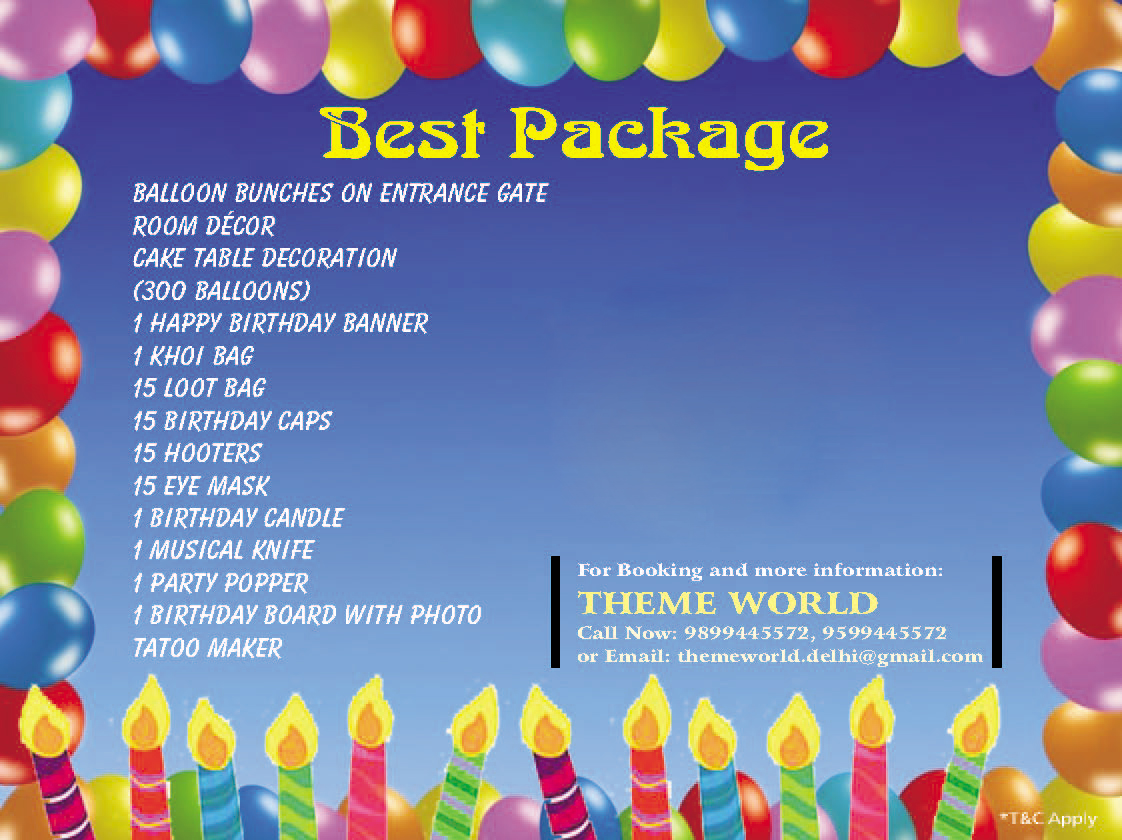 Best Package
BALLOON BUNCHES ON ENTRANCE GATE
ROOM DÉCOR
CAKE TABLE DECORATION
(300 BALLOONS)
1 HAPPY BIRTHDAY BANNER
1 KHOI BAG
15 LOOT BAG
15 BIRTHDAY CAPS
15 HOOTERS
15 EYE MASK
1 BIRTHDAY CANDLE
1 MUSICAL KNIFE
1 PARTY POPPER
1 BIRTHDAY BOARD WITH PHOTO
TATOO MAKER
For Booking and more information:
THEME WORLD
Call Now: 9899445572, 9599445572
or Email: themeworld.delhi@gmail.com
*T&C Apply